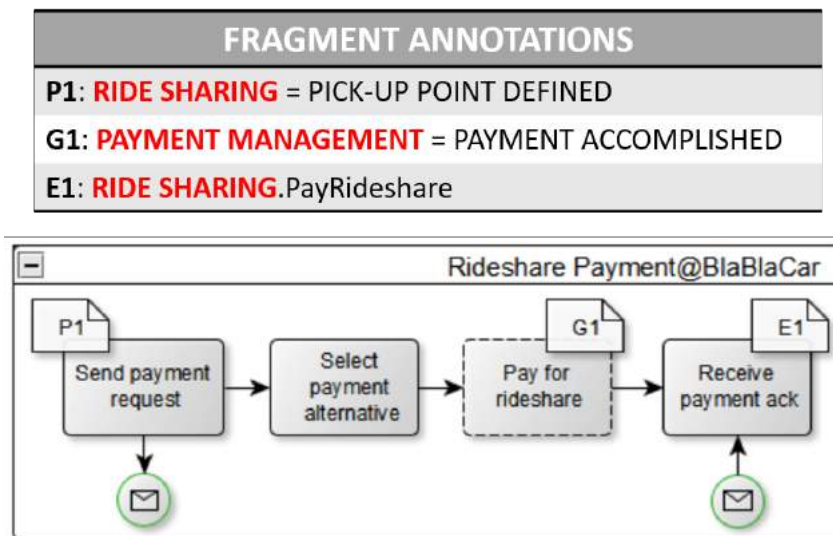 FRAGMENT ANNOTATIONS
P1: RIDE SHARING = PICK-UP POINT DEFINED
G1: PAYMENT MANAGEMENT = PAYMENT ACCOMPLISHED
E1: RIDE SHARING.PayRideshare
Rideshare Payment@BlaBlaCar
P1
Send payment
request
Select
payment
alternative
G1
Pay for
rideshare
E1
Receive
payment ack